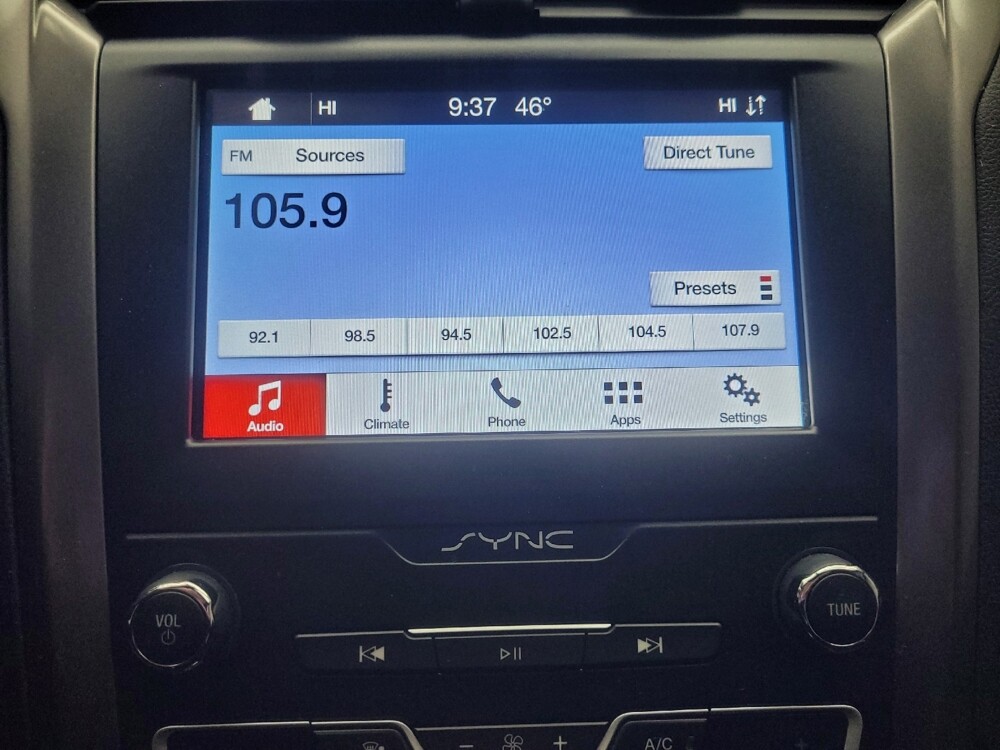 HI 9:37 46° HI
FM Sources Direct Tune
105.9
Presets
92.1 98.5 94.5 102.5 104.5 107.9
Audio Climate Phone Apps Settings
SYNC
VOL TUNE
- + A/C